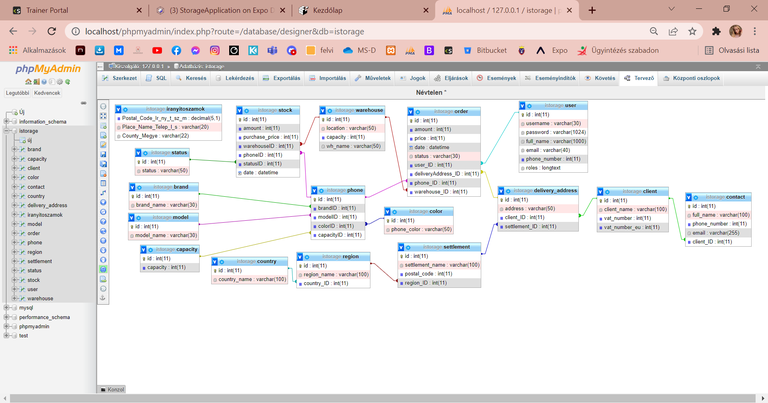 Trainer Portal
(3) StorageApplication on Expo D
Kezdőlap
localhost / 127.0.0.1 / istorage | p
localhost/phpmyadmin/index.php?route=/database/designer&db=istorage
Alkalmazások
felhő
MS-D
Bitbucket
Expo
Ügyintézés szabadon
Olvasási lista
phpMyAdmin
Legutóbbi Kedvencek
Új
information_schema
istorage
Új
brand
capacity
client
color
contact
country
delivery_address
iranyitoszamok
model
order
phone
region
settlement
status
stock
user
warehouse
mysql
performance_schema
phpmyadmin
test
Szerkezet
SQL
Keresés
Lekérdezés
Exportálás
Importálás
Műveletek
Jogok
Eljárások
Események
Eseményindítók
Követés
Tervező
Központi oszlopok
Névtelen *
istorage iranyitoszamok
Postal_Code_Ir_ny_t_sz_m : decimal(5,1)
Place_Name_Telep_l_s : varchar(20)
County_Megye : varchar(22)
istorage stock
id : int(11)
amount : int(11)
purchase_price : int(11)
warehouseID : int(11)
phoneID : int(11)
statusID : int(11)
date : datetime
istorage warehouse
id : int(11)
location : varchar(50)
capacity : int(11)
wh_name : varchar(50)
istorage order
id : int(11)
amount : int(11)
price : int(11)
date : datetime
status : varchar(30)
user_ID : int(11)
deliveryAddress_ID : int(11)
phone_ID : int(11)
warehouse_ID : int(11)
istorage user
id : int(11)
username : varchar(30)
password : varchar(1024)
full_name : varchar(1000)
email : varchar(40)
phone_number : int(11)
roles : longtext
istorage status
id : int(11)
status : varchar(50)
istorage brand
id : int(11)
brand_name : varchar(30)
istorage phone
id : int(11)
brandID : int(11)
modelID : int(11)
colorID : int(11)
capacityID : int(11)
istorage delivery_address
id : int(11)
address : varchar(50)
client_ID : int(11)
settlement_ID : int(11)
istorage client
id : int(11)
client_name : varchar(100)
vat_number : int(11)
vat_number_eu : int(11)
istorage contact
id : int(11)
full_name : varchar(100)
phone_number : int(11)
email : varchar(255)
client_ID : int(11)
istorage model
id : int(11)
model_name : varchar(30)
istorage color
id : int(11)
phone_color : varchar(50)
istorage capacity
id : int(11)
capacity : int(11)
istorage country
id : int(11)
country_name : varchar(100)
istorage region
id : int(11)
region_name : varchar(100)
country_ID : int(11)
istorage settlement
id : int(11)
settlement_name : varchar(100)
postal_code : int(11)
region_ID : int(11)
Konzol